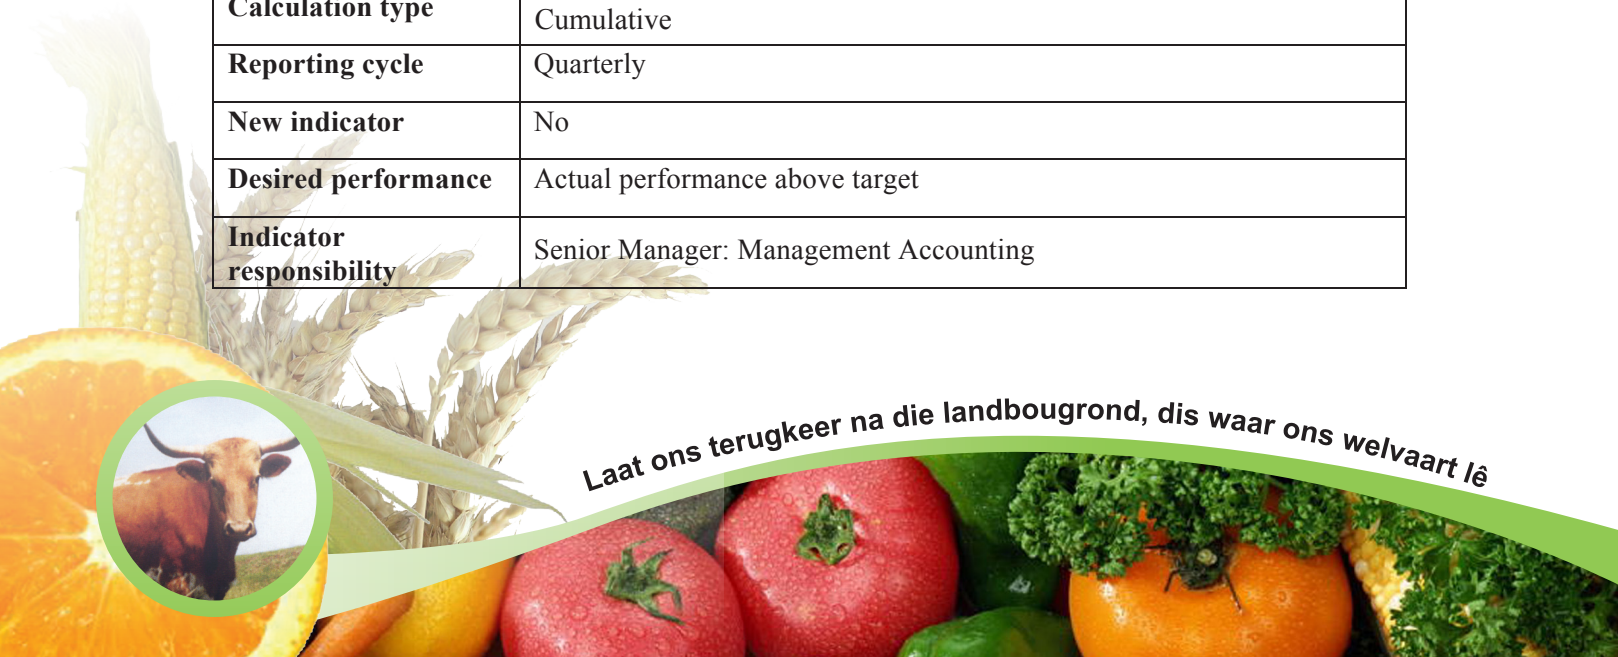 Calculation type
Cumulative
Reporting cycle
Quarterly
New indicator
No
Desired performance
Actual performance above target
Indicator
responsibility
Senior Manager: Management Accounting
Laat ons terugkeer na die landbougrond, dis waar ons welvaart lê